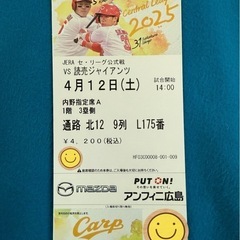 Central League
2025
JERA セ・リーグ公式戦
VS 読売ジャイアンツ
4月12日(土)
試合開始
14:00
内野指定席A
1階 3塁側
通路 北12 9列 L175番
¥4,200(税込)
mazda
PUT ON!
アンフィニ広島
Carp